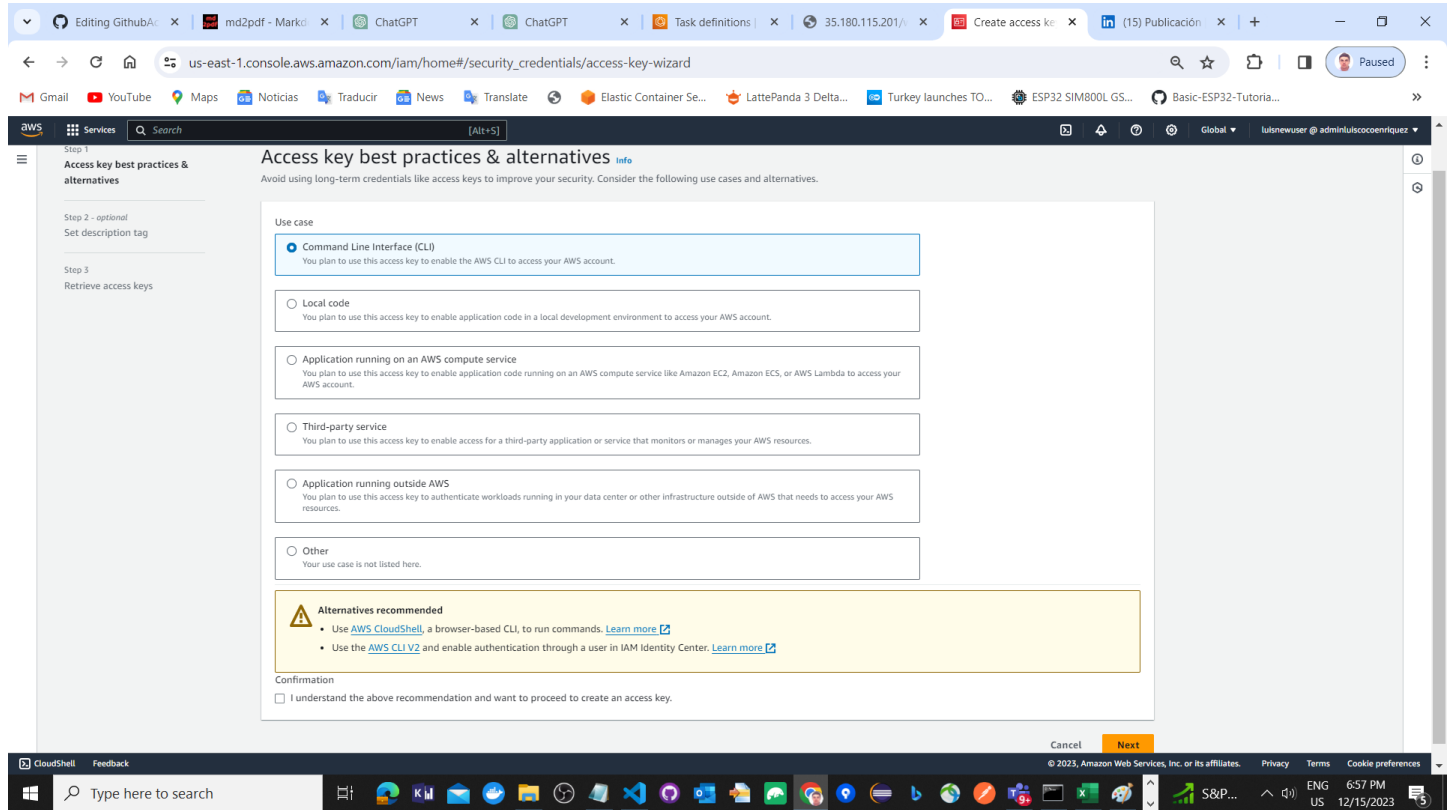 Editing GithubAc
md2pdf - Markd
ChatGPT
ChatGPT
Task definitions |
35.180.115.201/
Create access ke
(15) Publicación
us-east-1.console.aws.amazon.com/iam/home#/security_credentials/access-key-wizard
Paused
Gmail
YouTube
Maps
Noticias
Traducir
News
Translate
Elastic Container Se...
LattePanda 3 Delta...
Turkey launches TO...
ESP32 SIM800L GS...
Basic-ESP32-Tutoria...
»
aws
Services
Search
[Alt+S]
Global
luisnewuser @ adminluiscocoenriquez
Step 1
Access key best practices &
alternatives
Step 2 - optional
Set description tag
Step 3
Retrieve access keys
Access key best practices & alternatives Info
Avoid using long-term credentials like access keys to improve your security. Consider the following use cases and alternatives.
Use case
Command Line Interface (CLI)
You plan to use this access key to enable the AWS CLI to access your AWS account.
Local code
You plan to use this access key to enable application code in a local development environment to access your AWS account.
Application running on an AWS compute service
You plan to use this access key to enable application code running on an AWS compute service like Amazon EC2, Amazon ECS, or AWS Lambda to access your
AWS account.
Third-party service
You plan to use this access key to enable access for a third-party application or service that monitors or manages your AWS resources.
Application running outside AWS
You plan to use this access key to authenticate workloads running in your data center or other infrastructure outside of AWS that needs to access your AWS
resources.
Other
Your use case is not listed here.
Alternatives recommended
• Use AWS CloudShell, a browser-based CLI, to run commands. Learn more
• Use the AWS CLI V2 and enable authentication through a user in IAM Identity Center. Learn more
Confirmation
I understand the above recommendation and want to proceed to create an access key.
Cancel
Next
CloudShell
Feedback
© 2023, Amazon Web Services, Inc. or its affiliates.
Privacy
Terms
Cookie preferences
Type here to search
S&P...
ENG
US
6:57 PM
12/15/2023
5